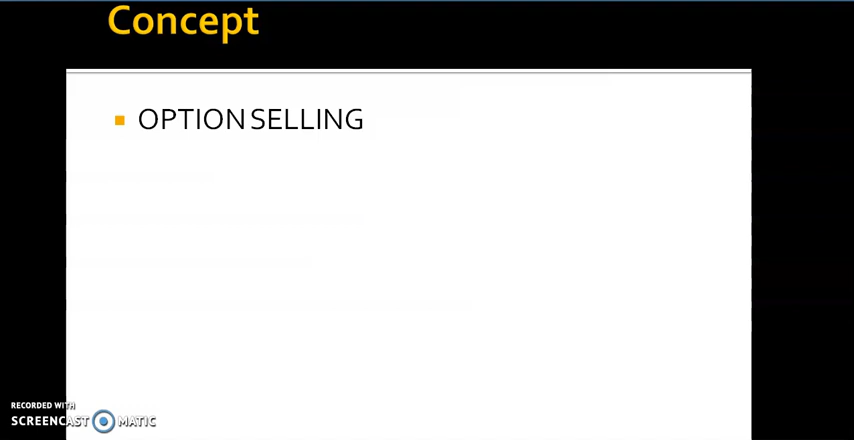 Concept
OPTION SELLING
RECORDED WITH
SCREENCAST MATIC